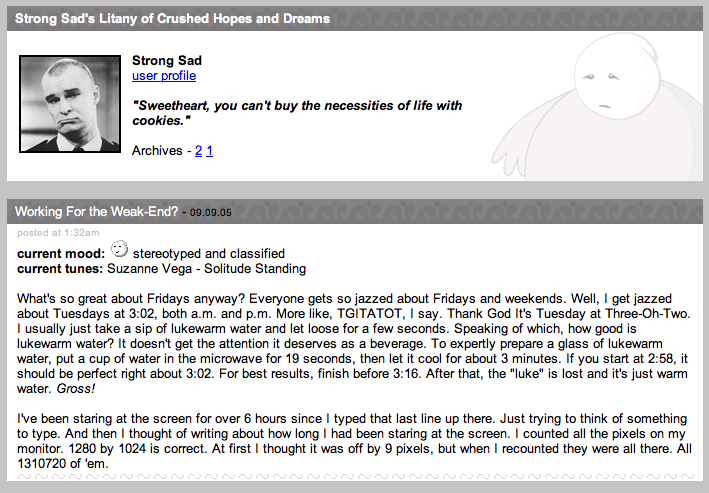 Strong Sad's Litany of Crushed Hopes and Dreams
Strong Sad
user profile
"Sweetheart, you can't buy the necessities of life with
cookies."
Archives - 2 1
Working For the Weak-End? - 09.09.05
posted at 1:32am
current mood: stereotyped and classified
current tunes: Suzanne Vega - Solitude Standing
What's so great about Fridays anyway? Everyone gets so jazzed about Fridays and weekends. Well, I get jazzed
about Tuesdays at 3:02, both a.m. and p.m. More like, TGITATOT, I say. Thank God It's Tuesday at Three-Oh-Two.
I usually just take a sip of lukewarm water and let loose for a few seconds. Speaking of which, how good is
lukewarm water? It doesn't get the attention it deserves as a beverage. To expertly prepare a glass of lukewarm
water, put a cup of water in the microwave for 19 seconds, then let it cool for about 3 minutes. If you start at 2:58, it
should be perfect right about 3:02. For best results, finish before 3:16. After that, the "luke" is lost and it's just warm
water. Gross!
I've been staring at the screen for over 6 hours since I typed that last line up there. Just trying to think of something
to type. And then I thought of writing about how long I had been staring at the screen. I counted all the pixels on my
monitor. 1280 by 1024 is correct. At first I thought it was off by 9 pixels, but when I recounted they were all there. All
1310720 of 'em.